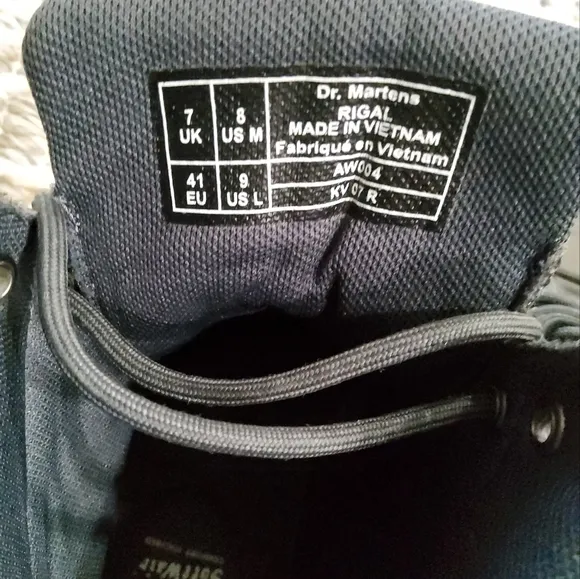 7 UK
8 US M
41 EU
9 US L
Dr. Martens
RIGAL
MADE IN VIETNAM
Fabriqué en Vietnam
AW004
KV 07 R
SoftWair